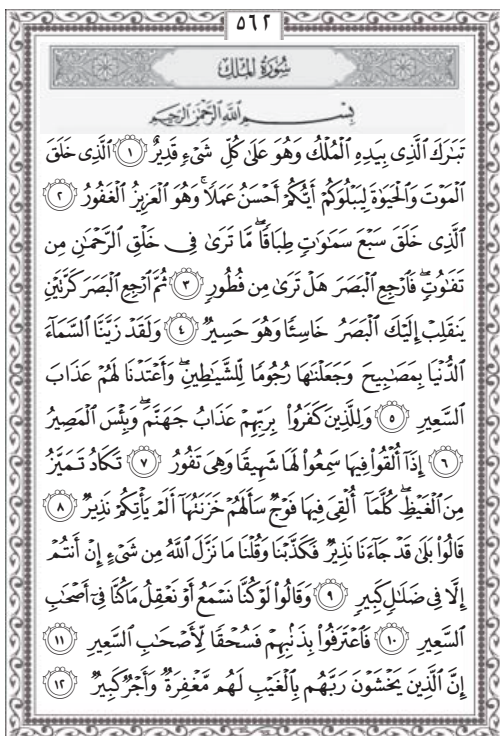 ٥٦٢
سُورَةُ المُلْكِ
بِسْمِ ٱللَّهِ ٱلرَّحْمَٰنِ ٱلرَّحِيمِ
تَبَٰرَكَ ٱلَّذِى بِيَدِهِ ٱلْمُلْكُ وَهُوَ عَلَىٰ كُلِّ شَىْءٍ قَدِيرٌ ١ ٱلَّذِى خَلَقَ
ٱلْمَوْتَ وَٱلْحَيَوٰةَ لِيَبْلُوَكُمْ أَيُّكُمْ أَحْسَنُ عَمَلًا ۚ وَهُوَ ٱلْعَزِيزُ ٱلْغَفُورُ ٢
ٱلَّذِى خَلَقَ سَبْعَ سَمَٰوَٰتٍ طِبَاقًا ۖ مَّا تَرَىٰ فِى خَلْقِ ٱلرَّحْمَٰنِ مِن
تَفَٰوُتٍ ۖ فَٱرْجِعِ ٱلْبَصَرَ هَلْ تَرَىٰ مِن فُطُورٍ ٣ ثُمَّ ٱرْجِعِ ٱلْبَصَرَ كَرَّتَيْنِ
يَنقَلِبْ إِلَيْكَ ٱلْبَصَرُ خَاسِئًا وَهُوَ حَسِيرٌ ٤ وَلَقَدْ زَيَّنَّا ٱلسَّمَآءَ
ٱلدُّنْيَا بِمَصَٰبِيحَ وَجَعَلْنَٰهَا رُجُومًا لِّلشَّيَٰطِينِ ۖ وَأَعْتَدْنَا لَهُمْ عَذَابَ
ٱلسَّعِيرِ ٥ وَلِلَّذِينَ كَفَرُوا۟ بِرَبِّهِمْ عَذَابُ جَهَنَّمَ ۖ وَبِئْسَ ٱلْمَصِيرُ
٦ إِذَآ أُلْقُوا۟ فِيهَا سَمِعُوا۟ لَهَا شَهِيقًا وَهِىَ تَفُورُ ٧ تَكَادُ تَمَيَّزُ
مِنَ ٱلْغَيْظِ ۖ كُلَّمَآ أُلْقِىَ فِيهَا فَوْجٌ سَأَلَهُمْ خَزَنَتُهَآ أَلَمْ يَأْتِكُمْ نَذِيرٌ ٨
قَالُوا۟ بَلَىٰ قَدْ جَآءَنَا نَذِيرٌ فَكَذَّبْنَا وَقُلْنَا مَا نَزَّلَ ٱللَّهُ مِن شَىْءٍ إِنْ أَنتُمْ
إِلَّا فِى ضَلَٰلٍ كَبِيرٍ ٩ وَقَالُوا۟ لَوْ كُنَّا نَسْمَعُ أَوْ نَعْقِلُ مَا كُنَّا فِىٓ أَصْحَٰبِ
ٱلسَّعِيرِ ١٠ فَٱعْتَرَفُوا۟ بِذَنۢبِهِمْ فَسُحْقًا لِّأَصْحَٰبِ ٱلسَّعِيرِ ١١
إِنَّ ٱلَّذِينَ يَخْشَوْنَ رَبَّهُم بِٱلْغَيْبِ لَهُم مَّغْفِرَةٌ وَأَجْرٌ كَبِيرٌ ١٢